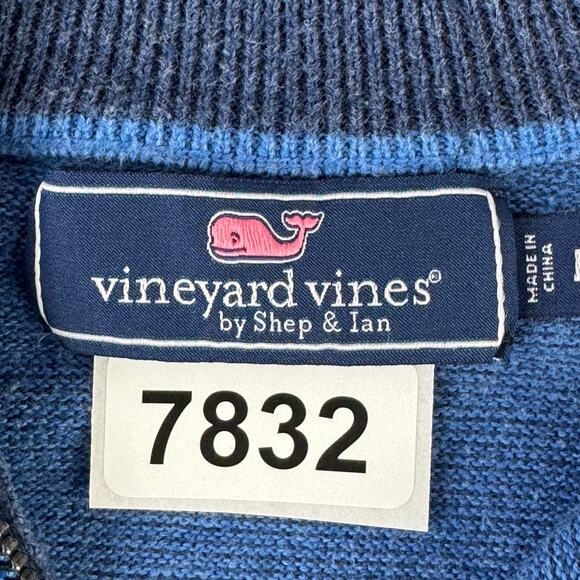 vineyard vines®
by Shep & Ian
MADE IN
CHINA
7832